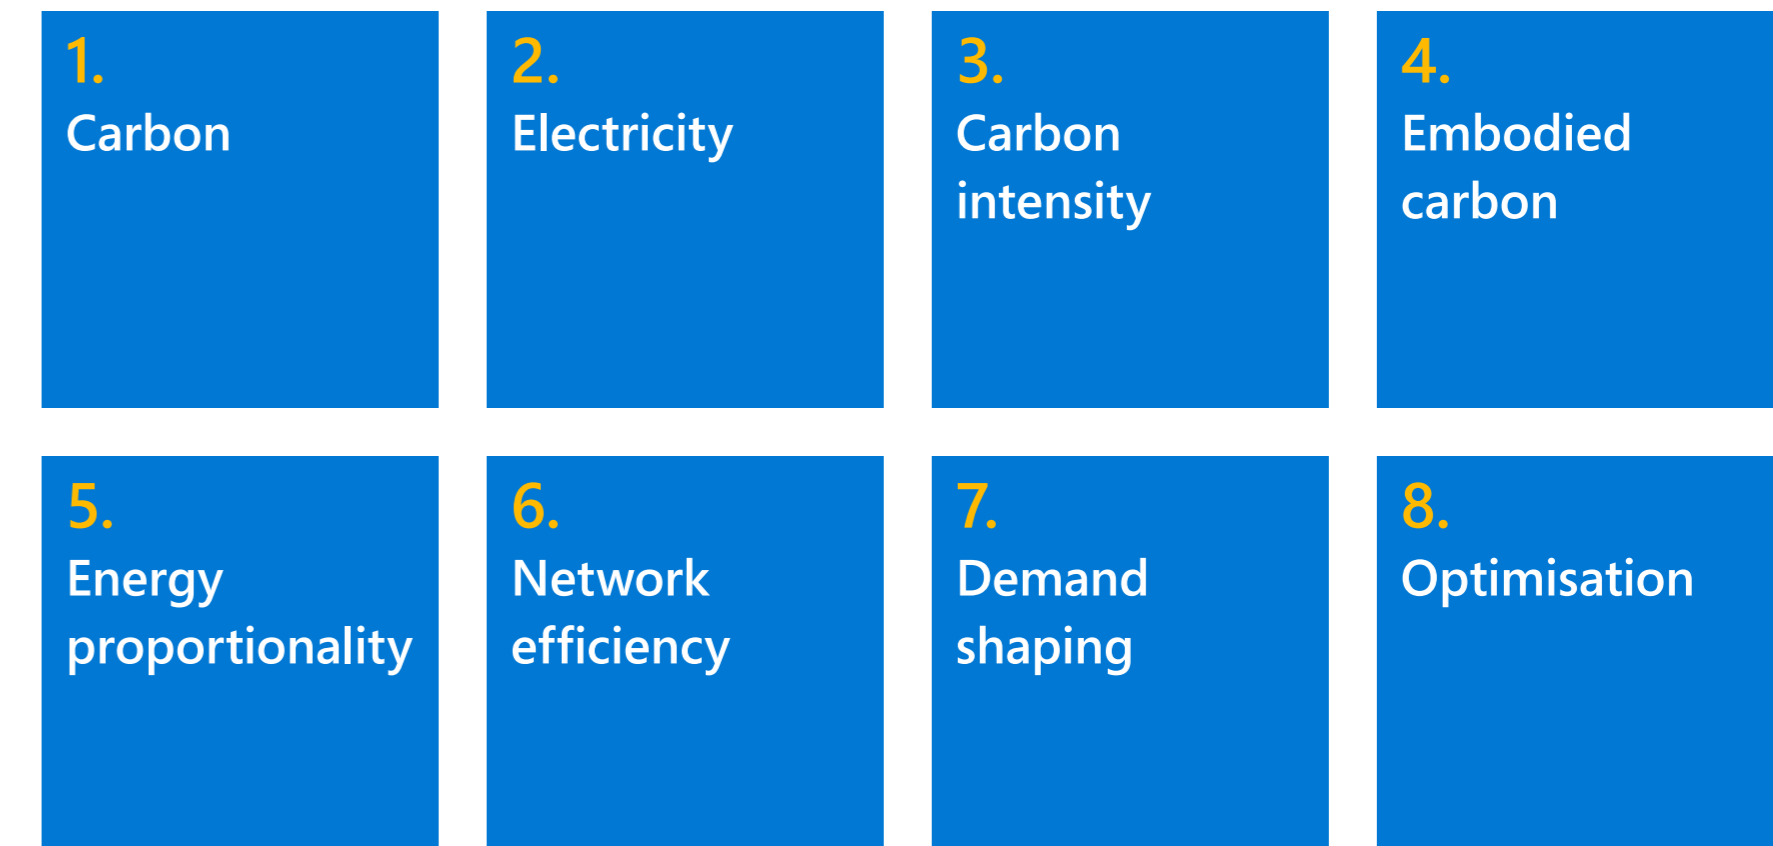 1.
Carbon
2.
Electricity
3.
Carbon
intensity
4.
Embodied
carbon
5.
Energy
proportionality
6.
Network
efficiency
7.
Demand
shaping
8.
Optimisation